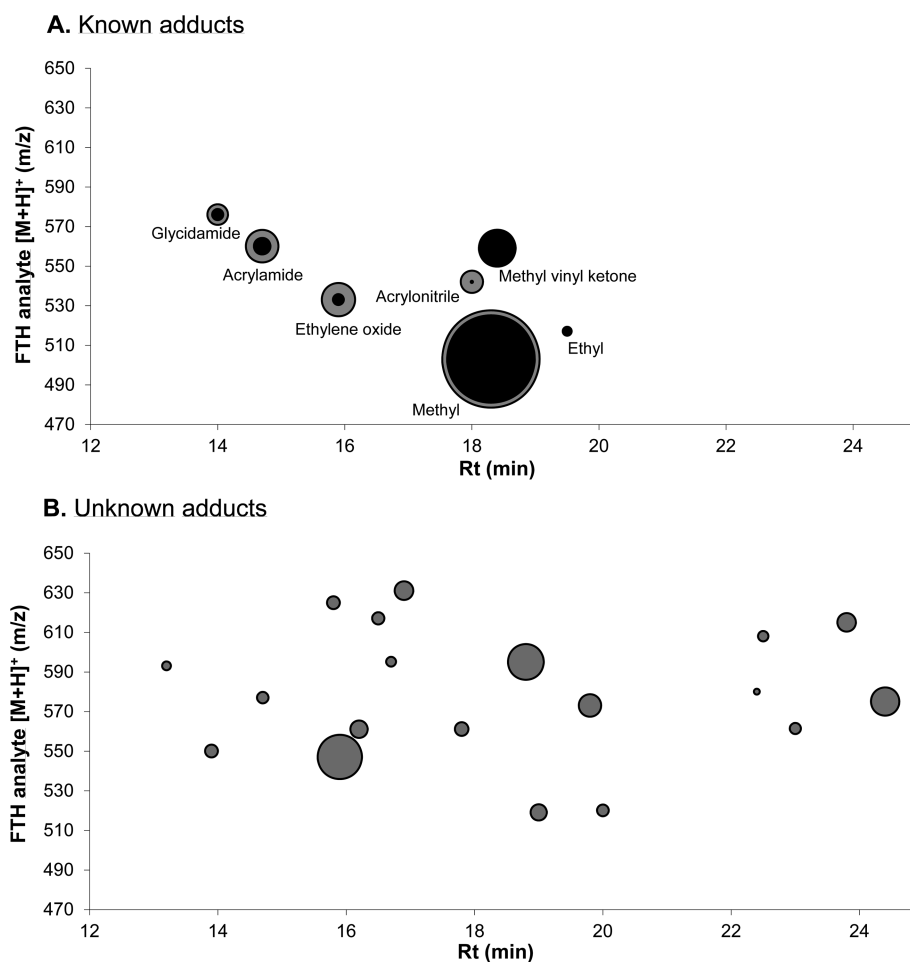 A. Known adducts
650
630
610
590
570
550
530
510
490
470
FTH analyte [M+H]⁺ (m/z)
Glycidamide
Acrylamide
Methyl vinyl ketone
Acrylonitrile
Ethylene oxide
Ethyl
Methyl
12 14 16 18 20 22 24
Rt (min)
B. Unknown adducts
650
630
610
590
570
550
530
510
490
470
FTH analyte [M+H]⁺ (m/z)
12 14 16 18 20 22 24
Rt (min)